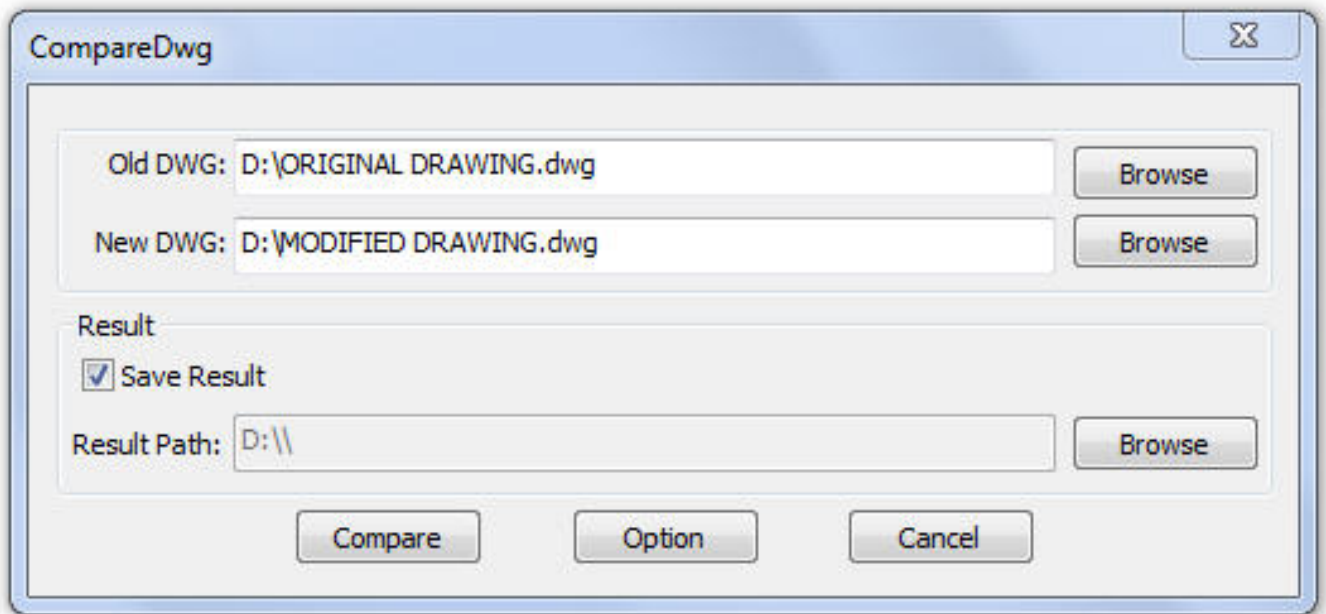 CompareDwg
Old DWG: D:\ORIGINAL DRAWING.dwg Browse
New DWG: D:\MODIFIED DRAWING.dwg Browse
Result
Save Result
Result Path: D:\\ Browse
Compare Option Cancel